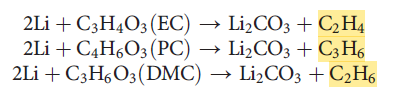 2Li + C₃H₄O₃(EC) → Li₂CO₃ + C₂H₄
2Li + C₄H₆O₃(PC) → Li₂CO₃ + C₃H₆
2Li + C₃H₆O₃(DMC) → Li₂CO₃ + C₂H₆